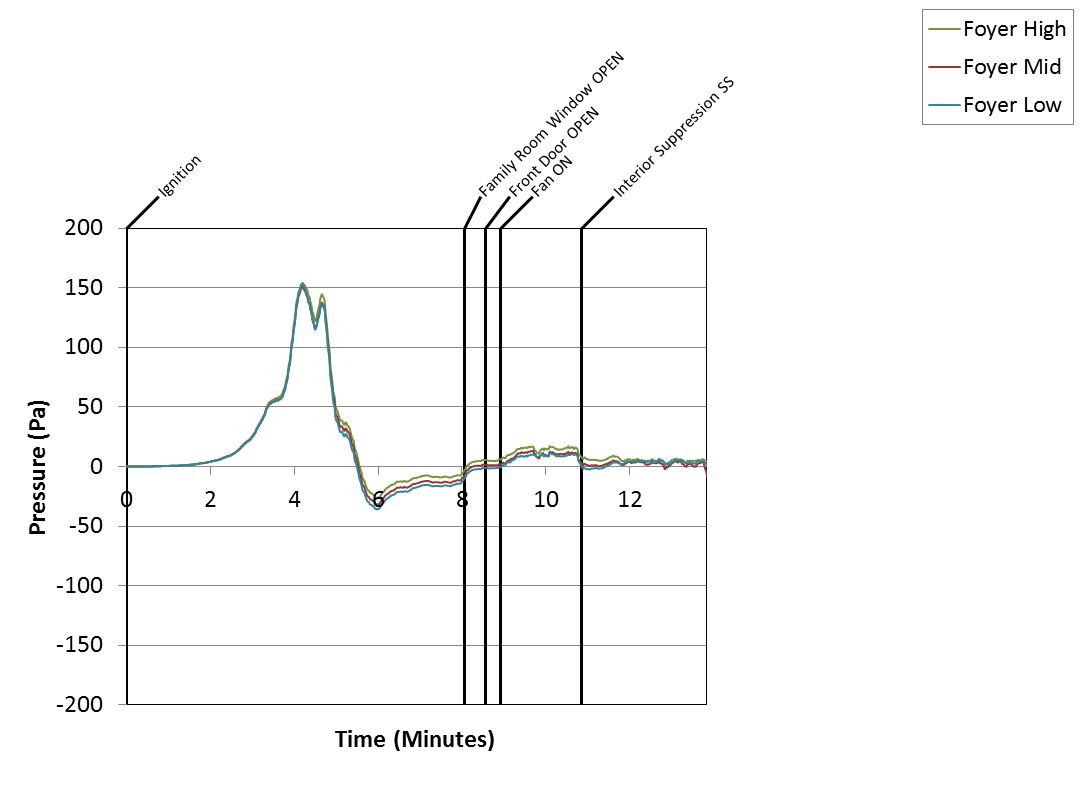 Foyer High
Foyer Mid
Foyer Low
Ignition
Family Room Window OPEN
Front Door OPEN
Fan ON
Interior Suppression SS
200
150
100
50
0
-50
-100
-150
-200
0 2 4 6 8 10 12
Pressure (Pa)
Time (Minutes)